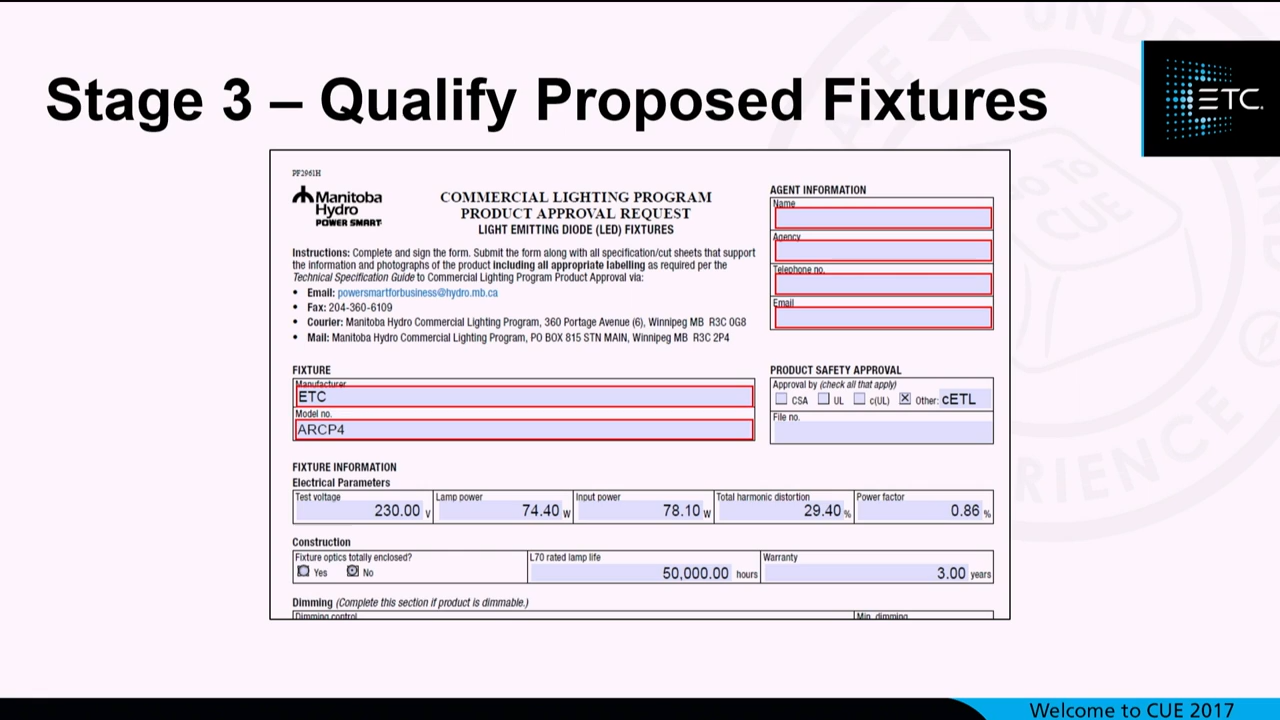 Stage 3 – Qualify Proposed Fixtures
ETC.
PF2961H
Manitoba
Hydro
POWER SMART
COMMERCIAL LIGHTING PROGRAM
PRODUCT APPROVAL REQUEST
LIGHT EMITTING DIODE (LED) FIXTURES
Instructions: Complete and sign the form. Submit the form along with all specification/cut sheets that support
the information and photographs of the product including all appropriate labelling as required per the
Technical Specification Guide to Commercial Lighting Program Product Approval via:
• Email: powersmartforbusiness@hydro.mb.ca
• Fax: 204-360-6109
• Courier: Manitoba Hydro Commercial Lighting Program, 360 Portage Avenue (6), Winnipeg MB R3C 0G8
• Mail: Manitoba Hydro Commercial Lighting Program, PO BOX 815 STN MAIN, Winnipeg MB R3C 2P4
AGENT INFORMATION
Name
Agency
Telephone no.
Email
FIXTURE
Manufacturer
ETC
Model no.
ARCP4
PRODUCT SAFETY APPROVAL
Approval by (check all that apply)
CSA UL c(UL) Other: cETL
File no.
FIXTURE INFORMATION
Electrical Parameters
Test voltage Lamp power Input power Total harmonic distortion Power factor
230.00 V 74.40 W 78.10 W 29.40 % 0.86 %
Construction
Fixture optics totally enclosed? L70 rated lamp life Warranty
Yes No 50,000.00 hours 3.00 years
Dimming (Complete this section if product is dimmable.)
Dimming control Min. dimming
Welcome to CUE 2017